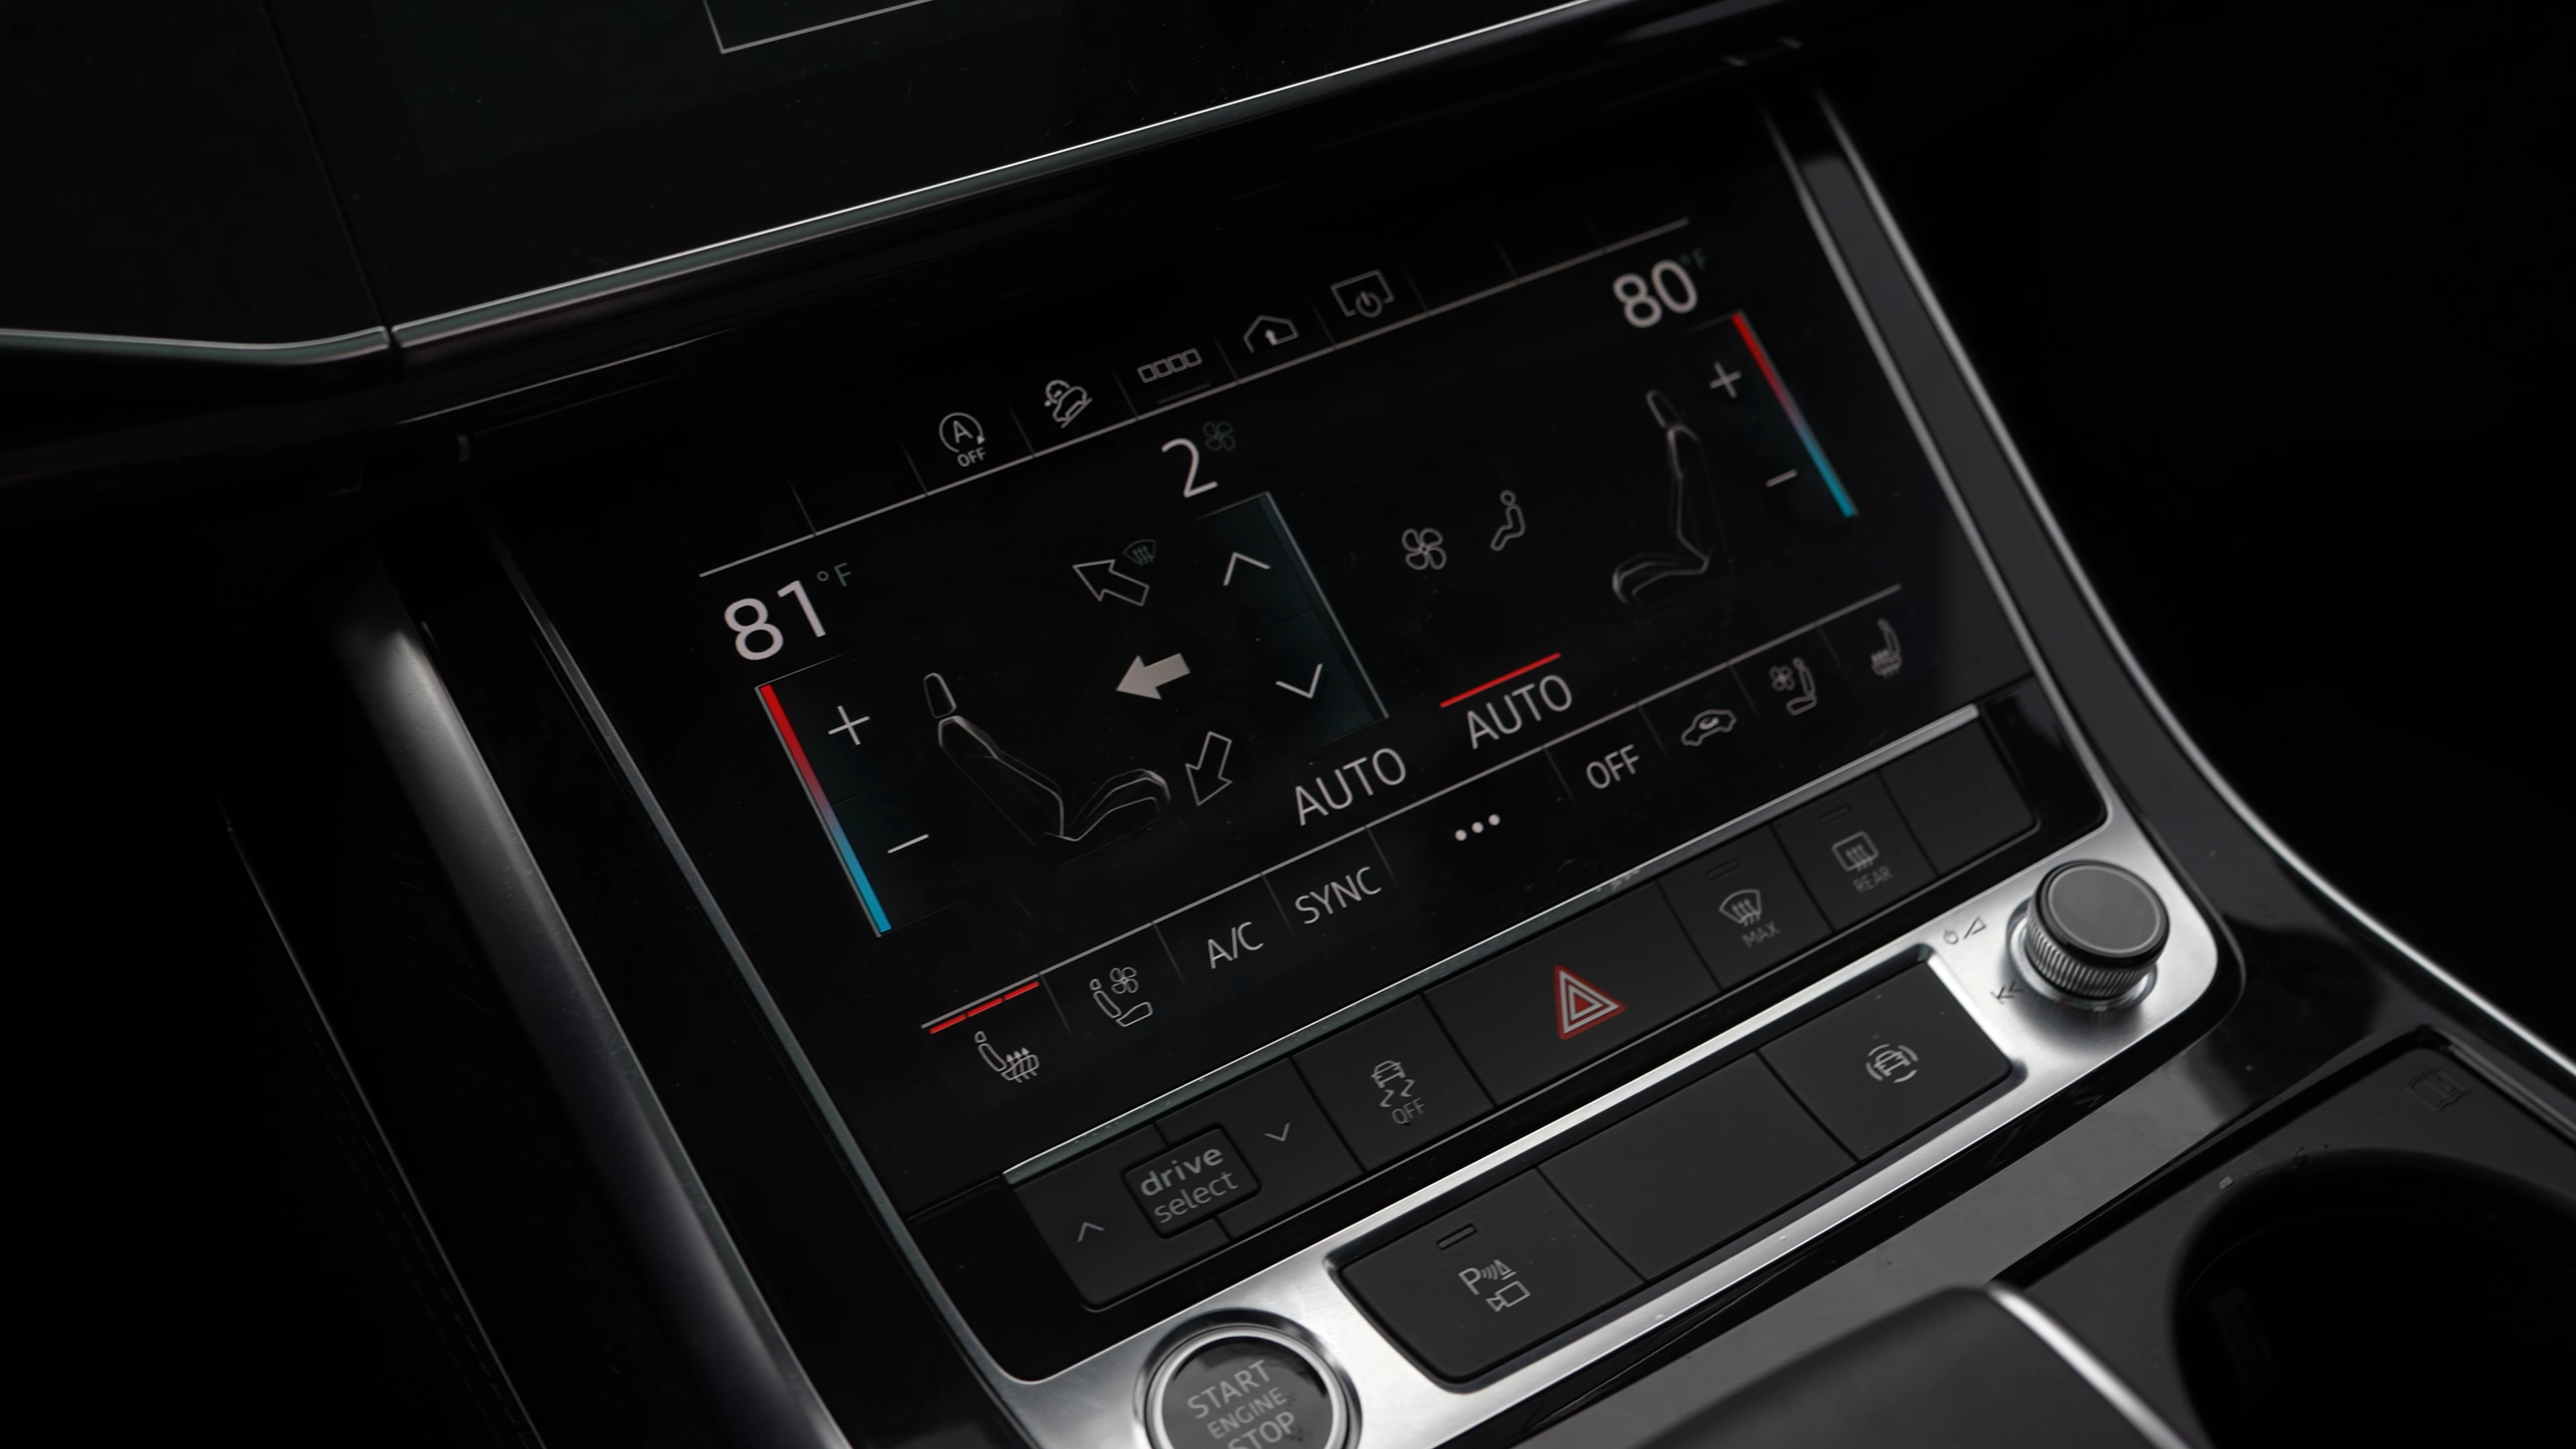 80°F
A
OFF
2
81°F
AUTO
AUTO
OFF
SYNC
A/C
REAR
MAX
OFF
drive
select
P
START
ENGINE
STOP